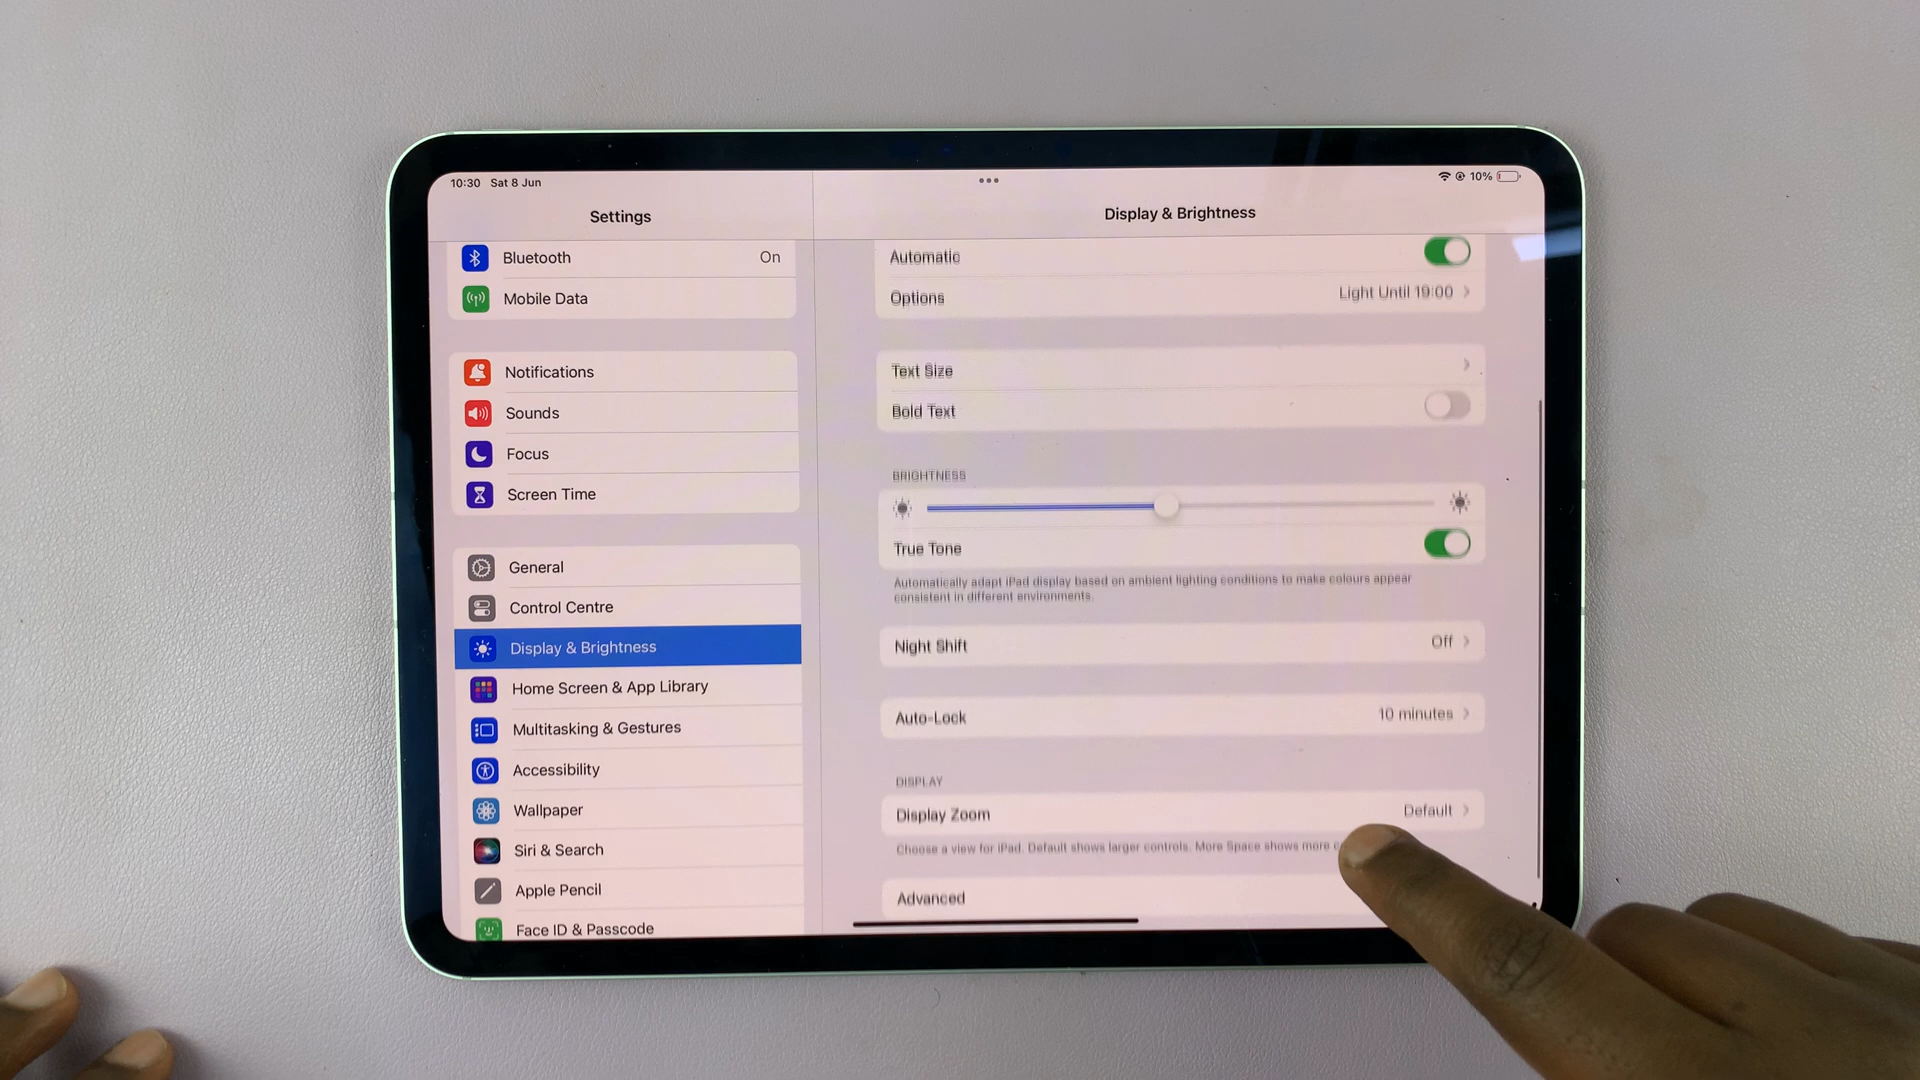 10:30 Sat 8 Jun
10%
Settings
Bluetooth On
Mobile Data
Notifications
Sounds
Focus
Screen Time
General
Control Centre
Display & Brightness
Home Screen & App Library
Multitasking & Gestures
Accessibility
Wallpaper
Siri & Search
Apple Pencil
Face ID & Passcode
Display & Brightness
Automatic
Options Light Until 19:00
Text Size
Bold Text
BRIGHTNESS
True Tone
Automatically adapt iPad display based on ambient lighting conditions to make colours appear
consistent in different environments.
Night Shift Off
Auto-Lock 10 minutes
DISPLAY
Display Zoom Default
Choose a view for iPad. Default shows larger controls. More Space shows more
Advanced